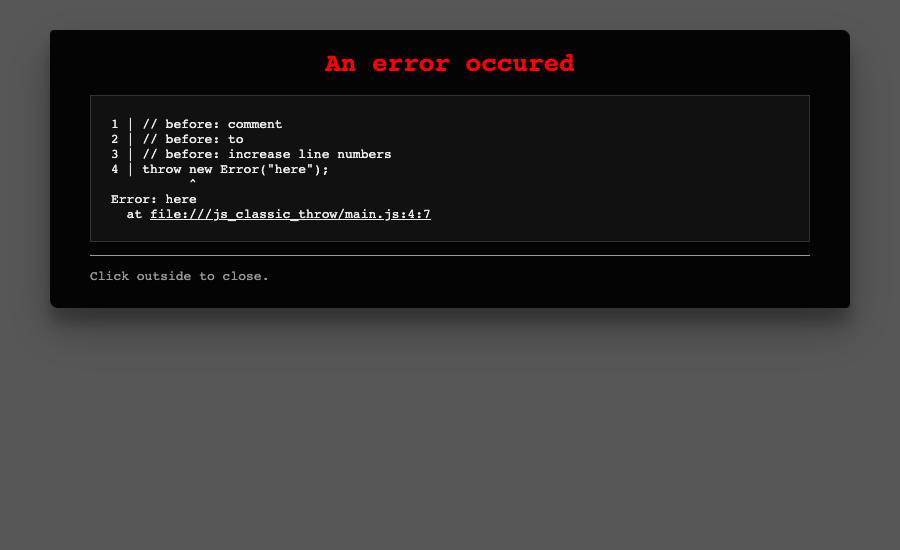 An error occured
1 | // before: comment
2 | // before: to
3 | // before: increase line numbers
4 | throw new Error("here");
          ^
Error: here
  at file:///js_classic_throw/main.js:4:7
Click outside to close.